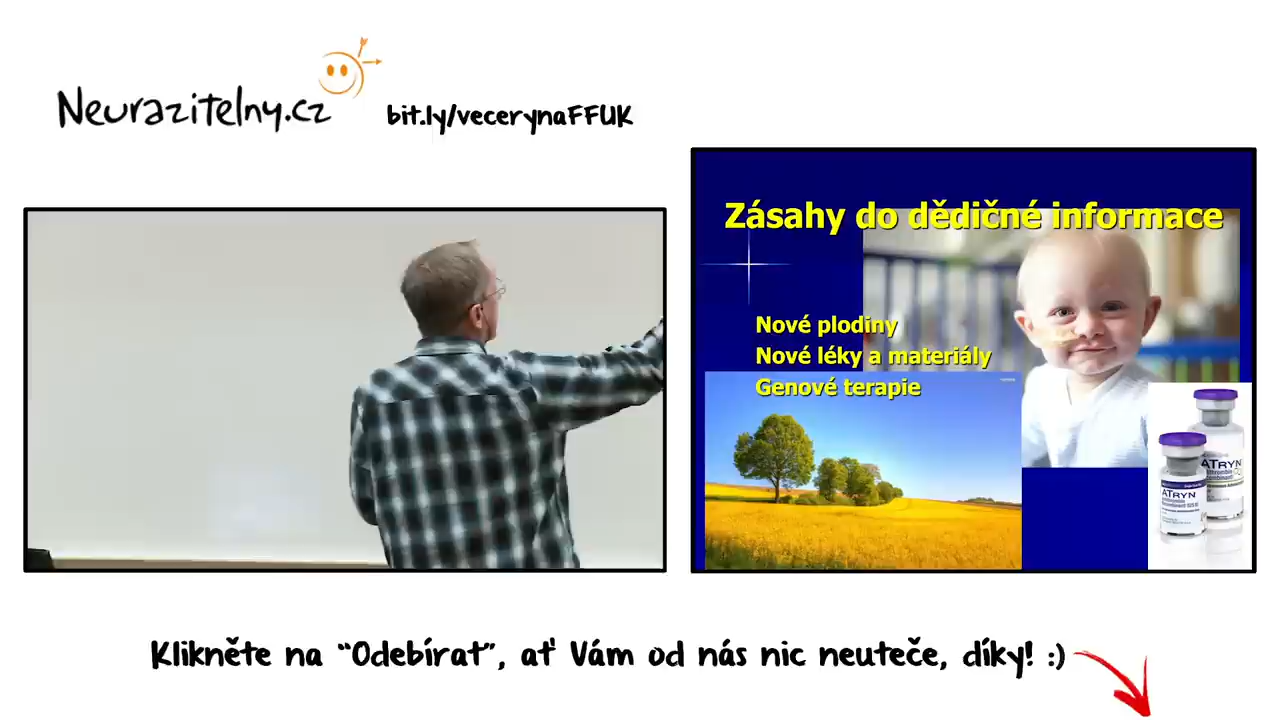 Neurazitelny.cz
bit.ly/vecerynaFFUK
Zásahy do dědičné informace
Nové plodiny
Nové léky a materiály
Genové terapie
ATryn
ATryn
Klikněte na “Odebírat”, ať Vám od nás nic neuteče, díky! :)